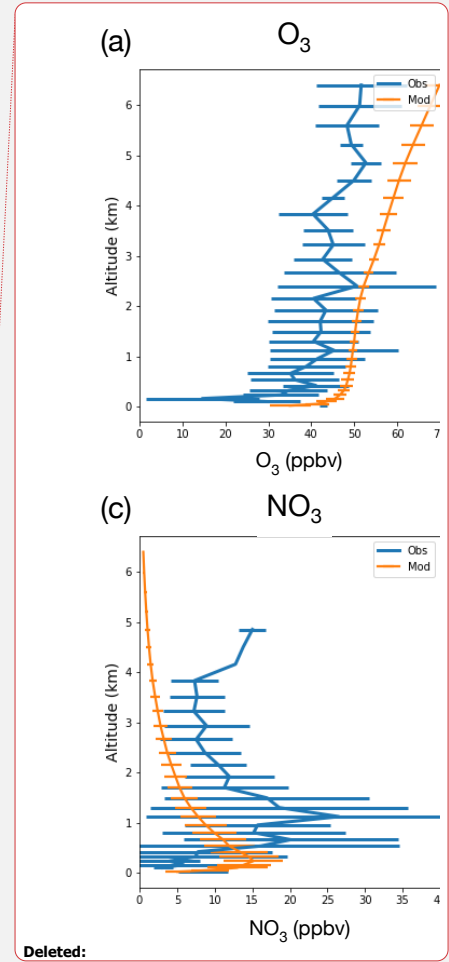 (a) O₃
Obs
Mod
6
5
4
3
2
1
0
Altitude (km)
0 10 20 30 40 50 60 7
O₃ (ppbv)
(c) NO₃
Obs
Mod
6
5
4
3
2
1
0
Altitude (km)
0 5 10 15 20 25 30 35 4
NO₃ (ppbv)
Deleted: